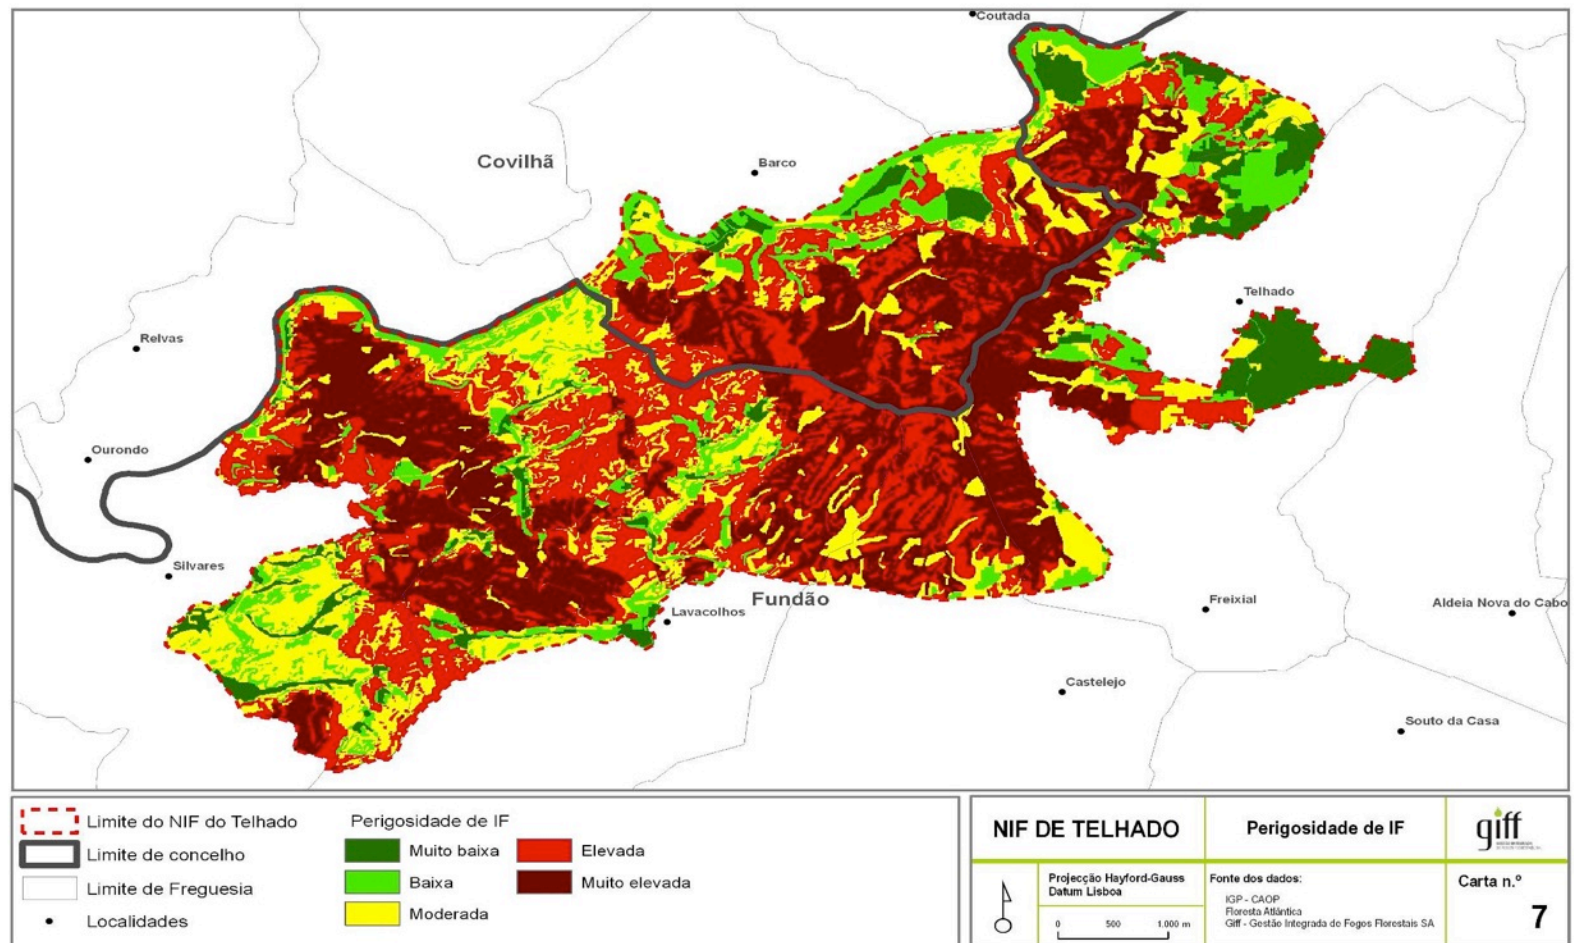 Coutada
Covilhã
Barco
Telhado
Relvas
Ourondo
Silvares
Fundão
Lavacolhos
Freixial
Aldeia Nova do Cabo
Castelejo
Souto da Casa
Limite do NIF do Telhado
Limite de concelho
Limite de Freguesia
Localidades
Perigosidade de IF
Muito baixa
Baixa
Moderada
Elevada
Muito elevada
NIF DE TELHADO
Perigosidade de IF
giff
Projecção Hayford-Gauss
Datum Lisboa
0 500 1.000 m
Fonte dos dados:
IGP - CAOP
Floresta Atlântica
Giff - Gestão Integrada de Fogos Florestais SA
Carta n.º
7